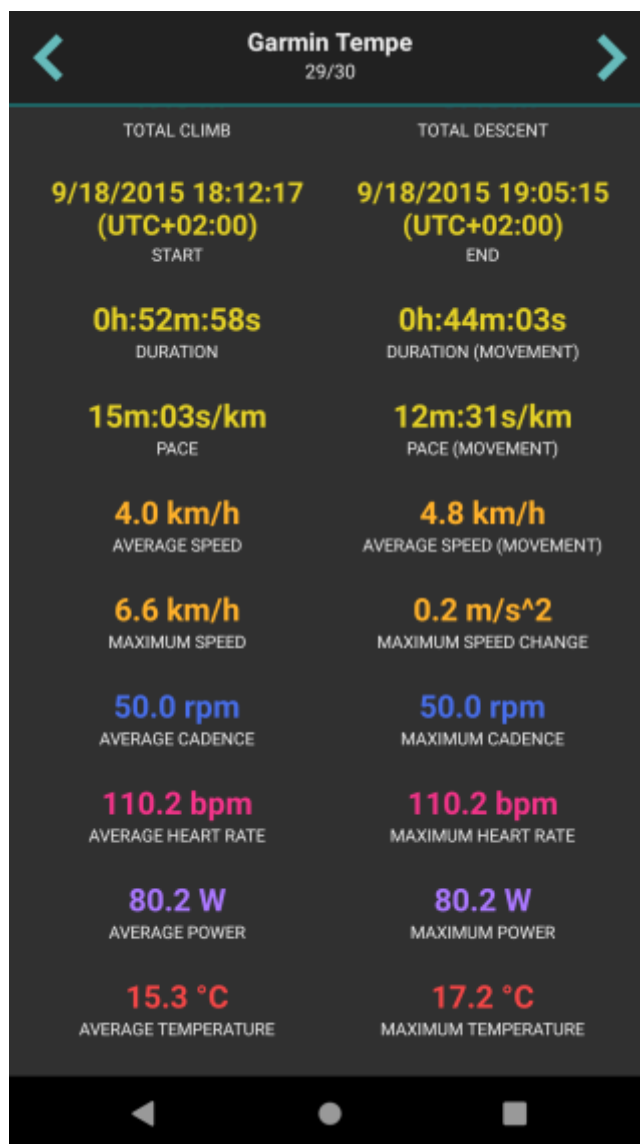 Garmin Tempe
29/30
TOTAL CLIMB TOTAL DESCENT
9/18/2015 18:12:17 9/18/2015 19:05:15
(UTC+02:00) (UTC+02:00)
START END
0h:52m:58s 0h:44m:03s
DURATION DURATION (MOVEMENT)
15m:03s/km 12m:31s/km
PACE PACE (MOVEMENT)
4.0 km/h 4.8 km/h
AVERAGE SPEED AVERAGE SPEED (MOVEMENT)
6.6 km/h 0.2 m/s^2
MAXIMUM SPEED MAXIMUM SPEED CHANGE
50.0 rpm 50.0 rpm
AVERAGE CADENCE MAXIMUM CADENCE
110.2 bpm 110.2 bpm
AVERAGE HEART RATE MAXIMUM HEART RATE
80.2 W 80.2 W
AVERAGE POWER MAXIMUM POWER
15.3 °C 17.2 °C
AVERAGE TEMPERATURE MAXIMUM TEMPERATURE